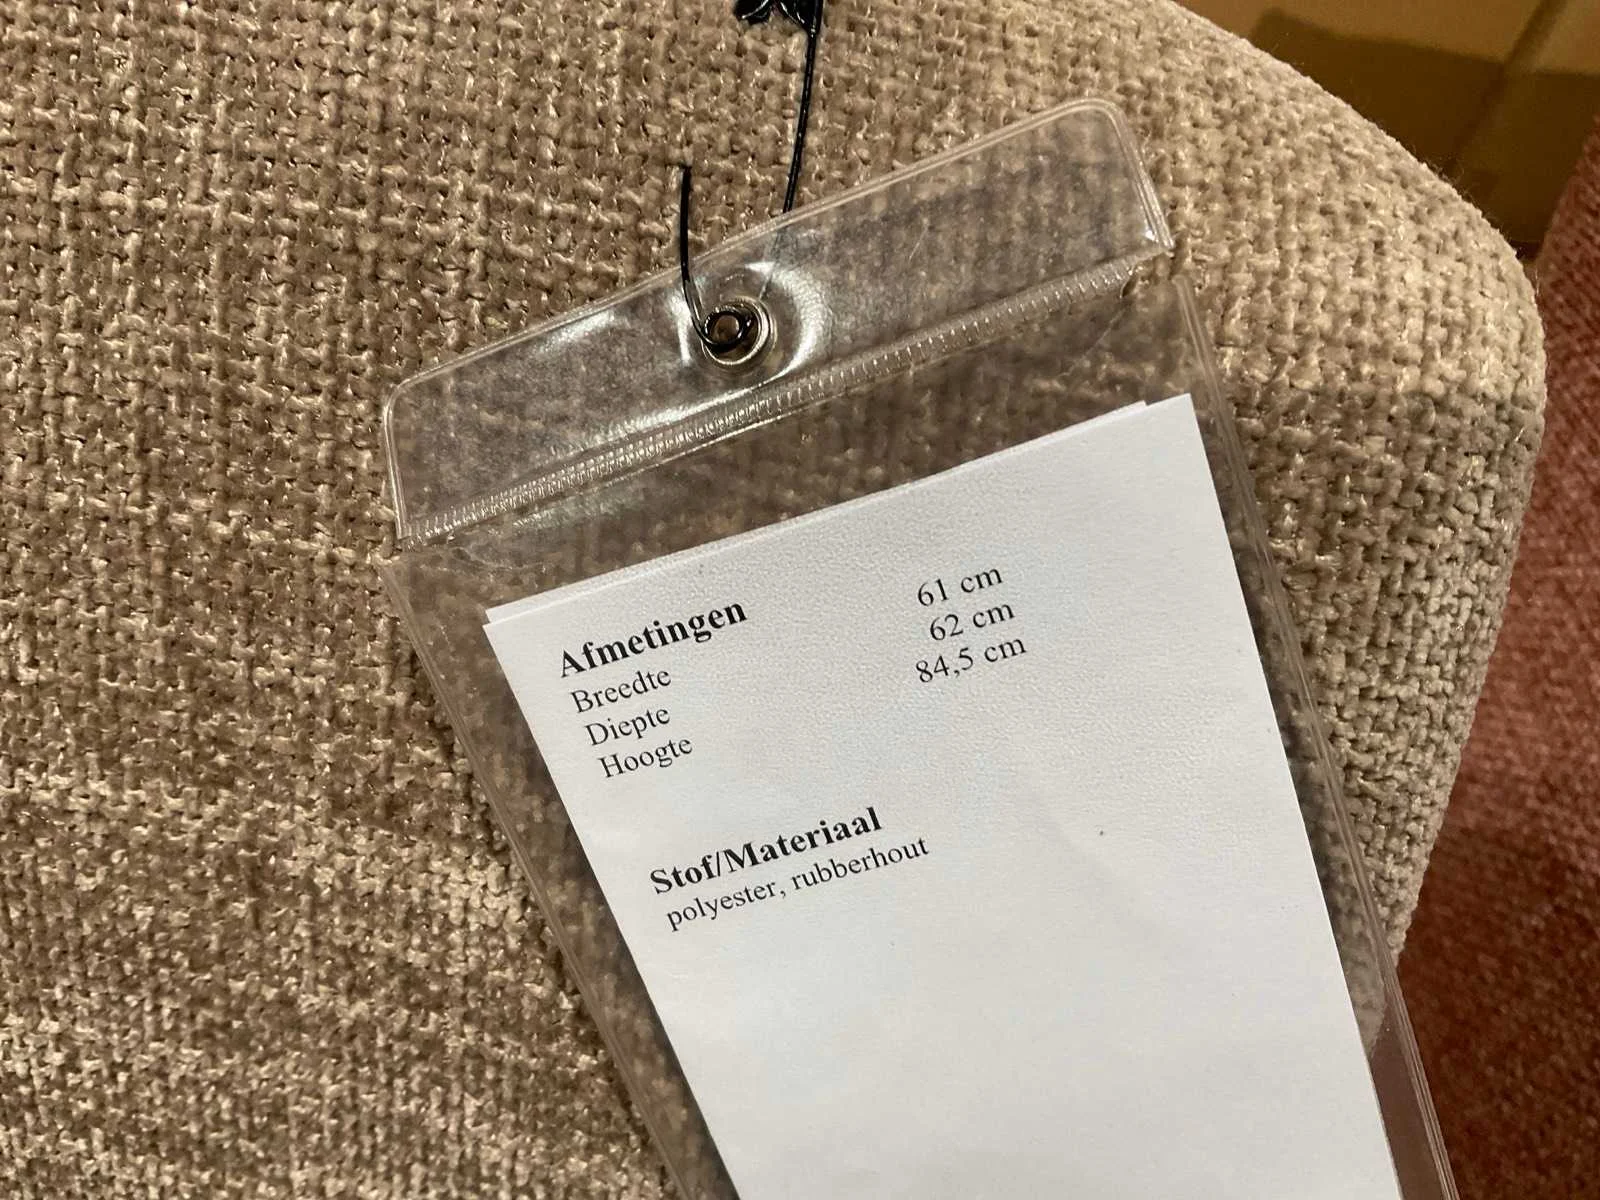 Afmetingen
Breedte 61 cm
Diepte 62 cm
Hoogte 84,5 cm
Stof/Materiaal
polyester, rubberhout